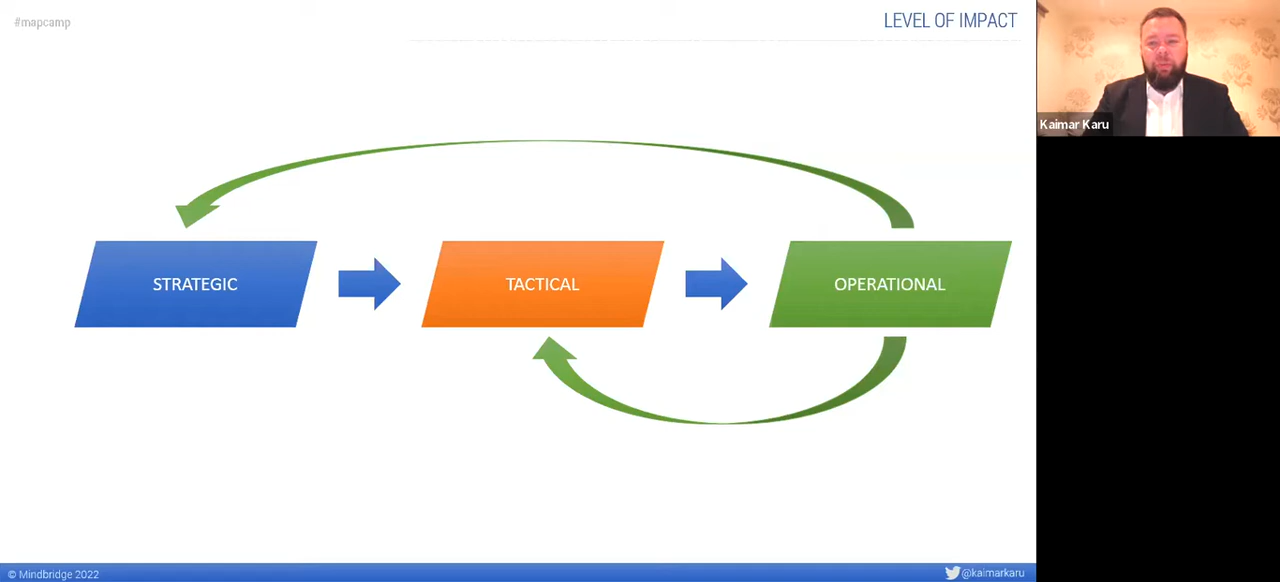 #mapcamp
LEVEL OF IMPACT
Kaimar Karu
STRATEGIC
TACTICAL
OPERATIONAL
© Mindbridge 2022
@kaimarkaru